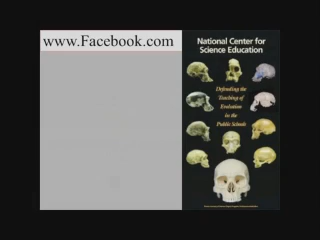 www.Facebook.com
National Center for
Science Education
Defending the
Teaching of
Evolution
in the
Public Schools